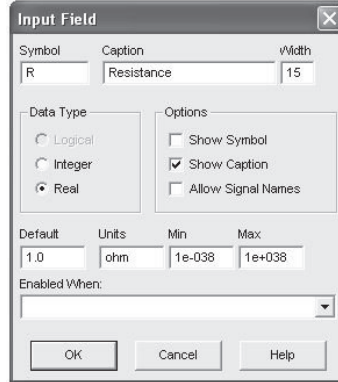 Input Field
Symbol Caption Width
R Resistance 15
Data Type Options
Logical Show Symbol
Integer Show Caption
Real Allow Signal Names
Default Units Min Max
1.0 ohm 1e-038 1e+038
Enabled When:
OK Cancel Help